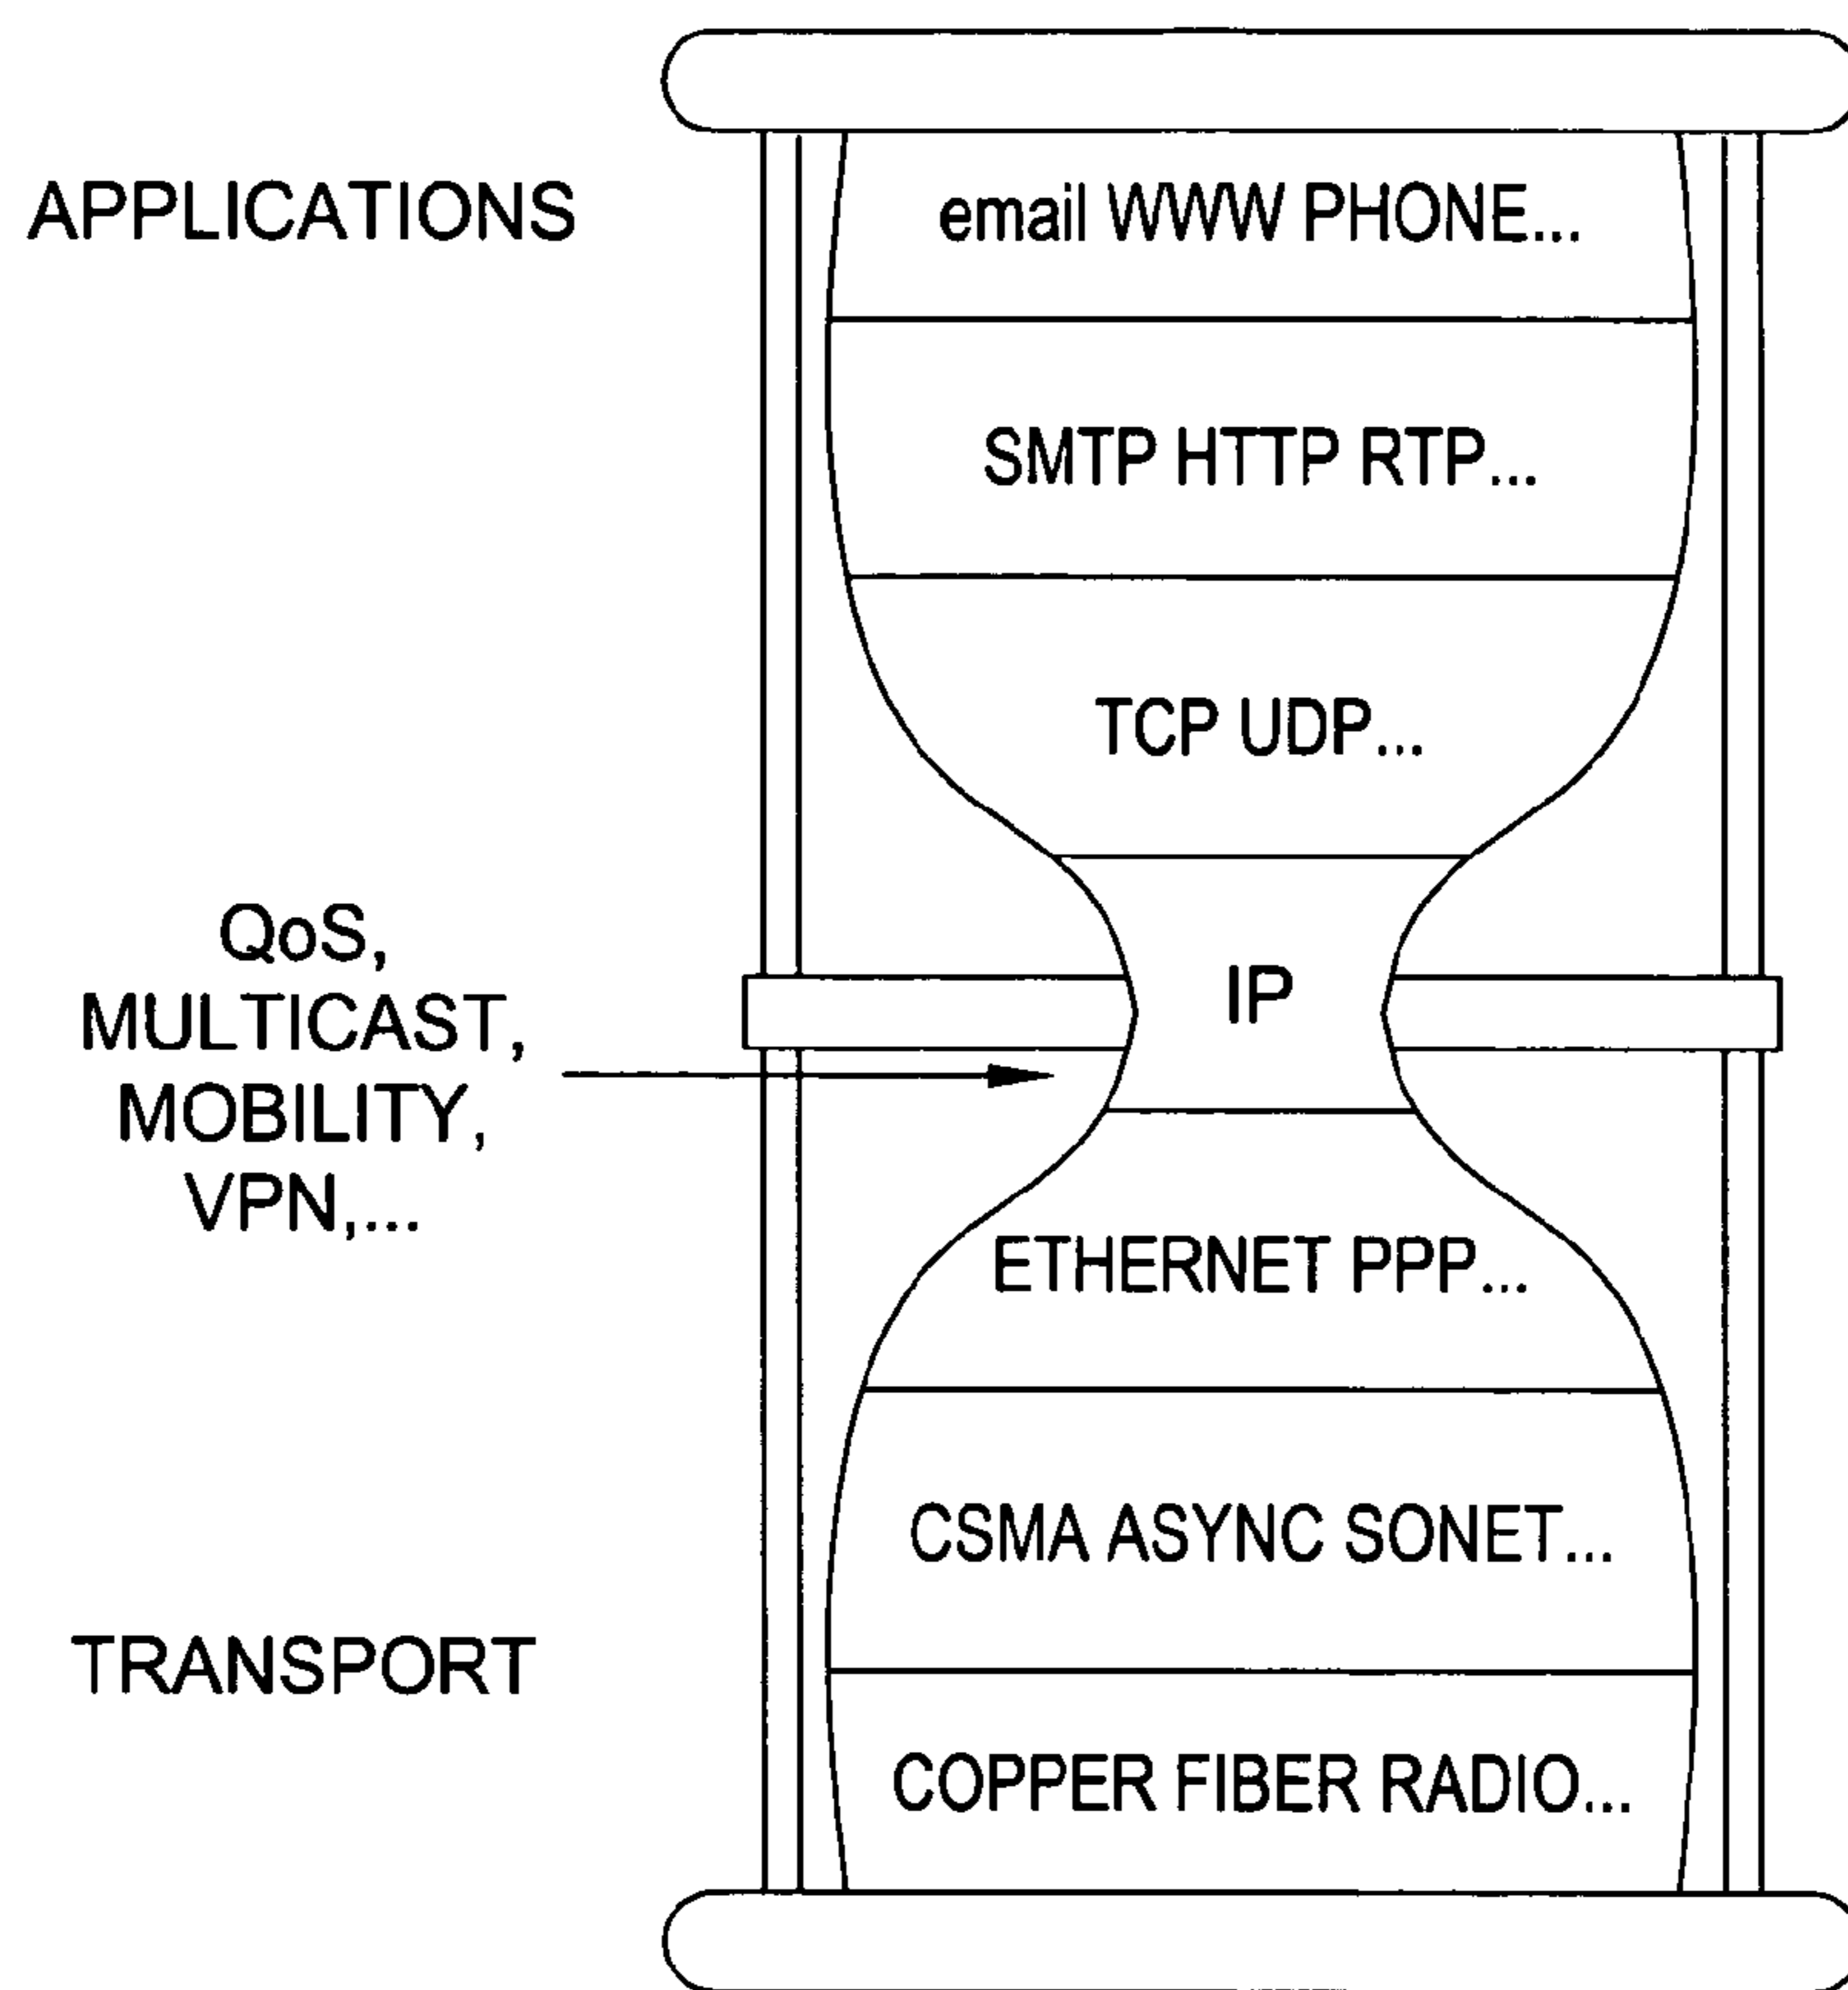 APPLICATIONS
email WWW PHONE...
SMTP HTTP RTP...
TCP UDP...
QoS,
MULTICAST,
MOBILITY,
VPN,...
IP
ETHERNET PPP...
CSMA ASYNC SONET...
TRANSPORT
COPPER FIBER RADIO...